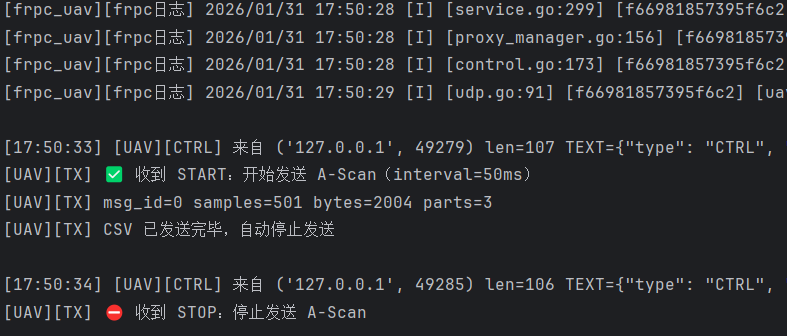 [frpc_uav][frpc日志] 2026/01/31 17:50:28 [I] [service.go:299] [f66981857395f6c2
[frpc_uav][frpc日志] 2026/01/31 17:50:28 [I] [proxy_manager.go:156] [f669818573
[frpc_uav][frpc日志] 2026/01/31 17:50:28 [I] [control.go:173] [f66981857395f6c2
[frpc_uav][frpc日志] 2026/01/31 17:50:29 [I] [udp.go:91] [f66981857395f6c2] [uav
[17:50:33] [UAV][CTRL] 来自 ('127.0.0.1', 49279) len=107 TEXT={"type": "CTRL",
[UAV][TX] ✅ 收到 START：开始发送 A-Scan（interval=50ms）
[UAV][TX] msg_id=0 samples=501 bytes=2004 parts=3
[UAV][TX] CSV 已发送完毕，自动停止发送
[17:50:34] [UAV][CTRL] 来自 ('127.0.0.1', 49285) len=106 TEXT={"type": "CTRL",
[UAV][TX] ⛔ 收到 STOP：停止发送 A-Scan